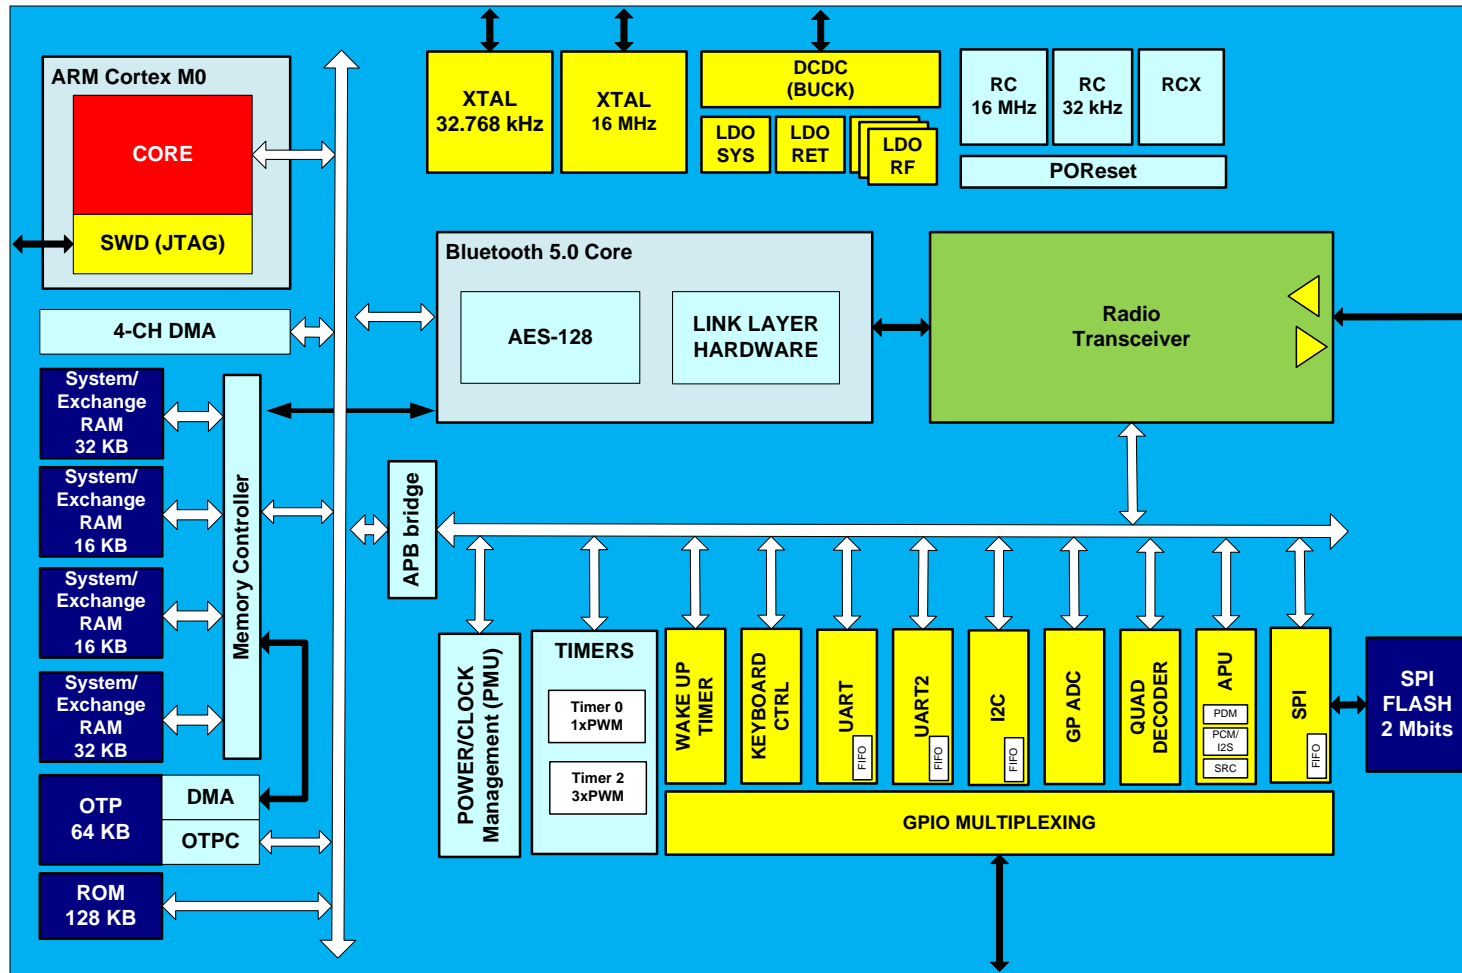 ARM Cortex M0
CORE
SWD (JTAG)
XTAL
32.768 kHz
XTAL
16 MHz
DCDC
(BUCK)
LDO
SYS
LDO
RET
LDO
RF
RC
16 MHz
RC
32 kHz
RCX
POReset
Bluetooth 5.0 Core
AES-128
LINK LAYER
HARDWARE
Radio
Transceiver
4-CH DMA
System/
Exchange
RAM
32 KB
System/
Exchange
RAM
16 KB
System/
Exchange
RAM
16 KB
System/
Exchange
RAM
32 KB
Memory Controller
OTP
64 KB
DMA
OTPC
ROM
128 KB
APB bridge
POWER/CLOCK
Management (PMU)
TIMERS
Timer 0
1xPWM
Timer 2
3xPWM
WAKE UP
TIMER
KEYBOARD
CTRL
UART
FIFO
UART2
FIFO
I2C
FIFO
GP ADC
QUAD
DECODER
APU
PDM
PCM/
I2S
SRC
SPI
FIFO
SPI
FLASH
2 Mbits
GPIO MULTIPLEXING